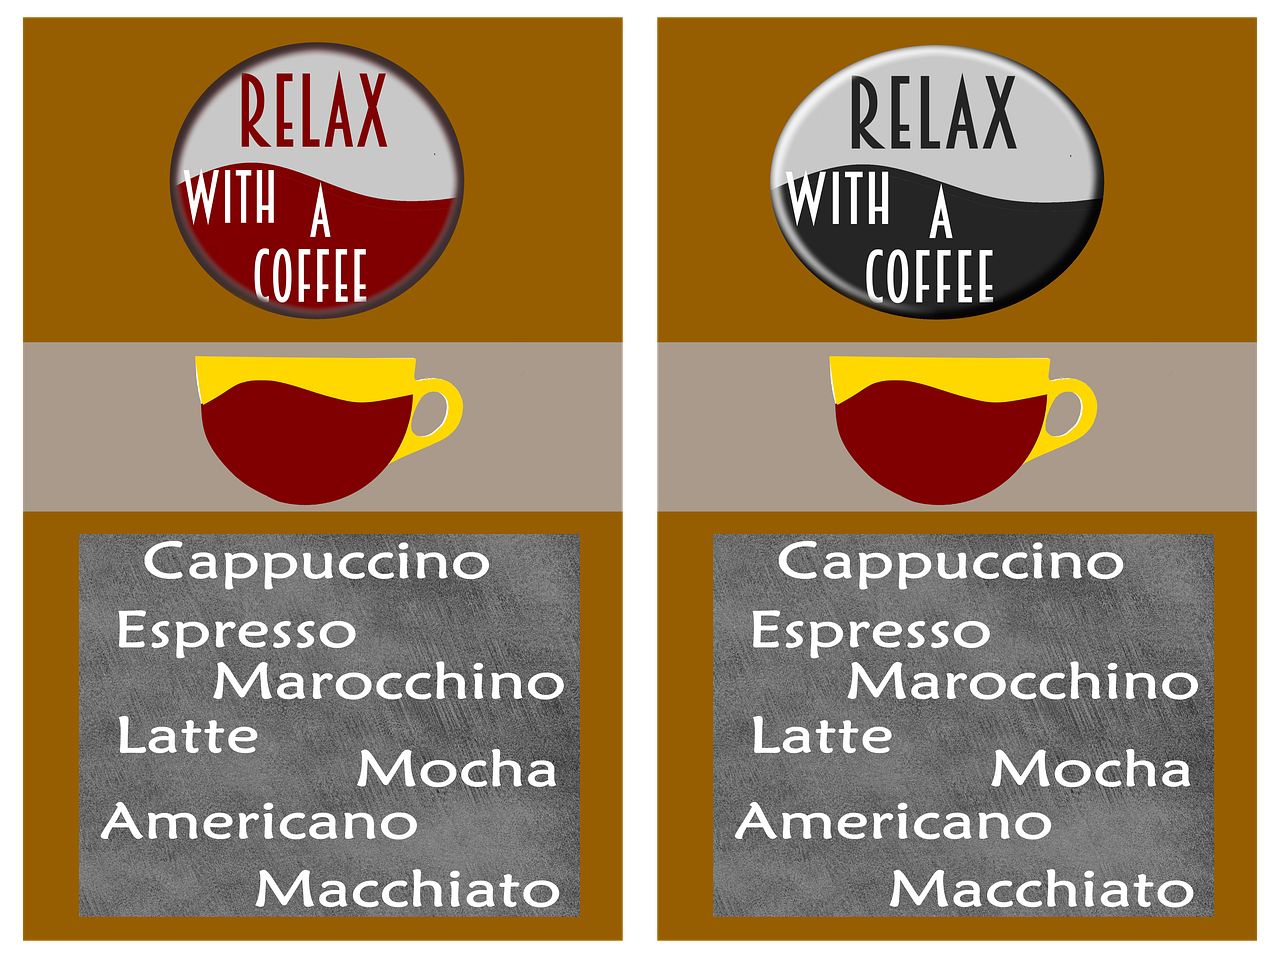 RELAX
WITH A
COFFEE
Cappuccino
Espresso
Marocchino
Latte
Mocha
Americano
Macchiato
RELAX
WITH A
COFFEE
Cappuccino
Espresso
Marocchino
Latte
Mocha
Americano
Macchiato